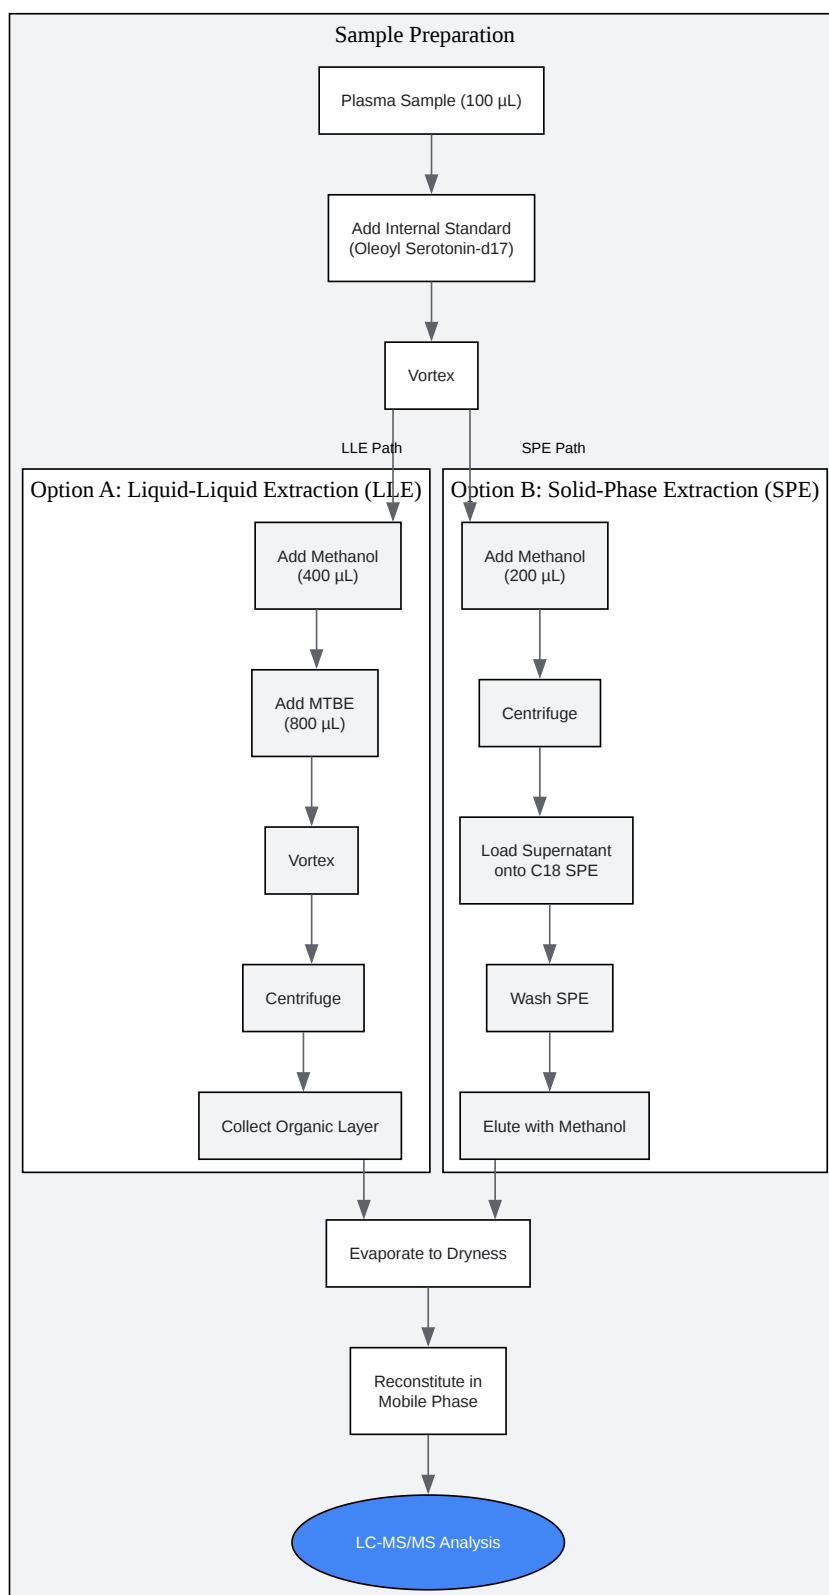 Sample Preparation
Plasma Sample (100 µL)
Add Internal Standard
(Oleoyl Serotonin-d17)
Vortex
LLE Path
SPE Path
Option A: Liquid-Liquid Extraction (LLE)
Add Methanol
(400 µL)
Add MTBE
(800 µL)
Vortex
Centrifuge
Collect Organic Layer
Option B: Solid-Phase Extraction (SPE)
Add Methanol
(200 µL)
Centrifuge
Load Supernatant
onto C18 SPE
Wash SPE
Elute with Methanol
Evaporate to Dryness
Reconstitute in
Mobile Phase
LC-MS/MS Analysis